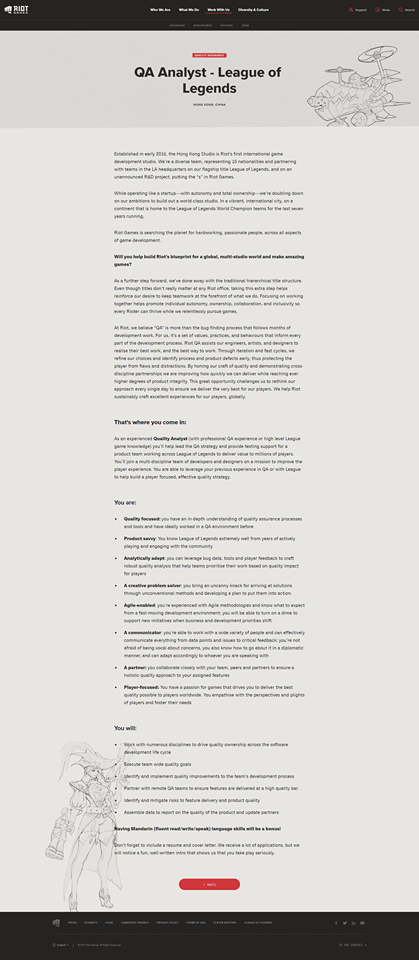 RIOT GAMES
Who We Are
What We Do
Work With Us
Diversity & Culture
Support
News
Search
OVERVIEW
DISCIPLINES
OFFICES
JOBS
QUALITY ASSURANCE
QA Analyst - League of
Legends
HONG KONG, CHINA
Established in early 2016, the Hong Kong Studio is Riot's first international game
development studio. We're a diverse team, representing 15 nationalities and partnering
with teams in the LA headquarters on our flagship title League of Legends, and on an
unannounced R&D project, putting the "s" in Riot Games.
While operating like a startup—with autonomy and total ownership—we're doubling down
on our ambitions to build out a world-class studio. In a vibrant, international city, on a
continent that is home to the League of Legends World Champion teams for the last seven
years running.
Riot Games is searching the planet for hardworking, passionate people, across all aspects
of game development.
Will you help build Riot's blueprint for a global, multi-studio world and make amazing
games?
As a further step forward, we've done away with the traditional hierarchical title structure.
Even though titles don't really matter at any Riot office, taking this extra step helps
reinforce our desire to keep teamwork at the forefront of what we do. Focusing on working
together helps promote individual autonomy, ownership, collaboration, and inclusivity so
every Rioter can thrive while we relentlessly pursue games.
At Riot, we believe "QA" is more than the bug finding process that follows months of
development work. For us, it's a set of values, practices, and behaviours that inform every
part of the development process. Riot QA assists our engineers, artists, and designers to
realise their best work, and the best way to work. Through iteration and fast cycles, we
refine our choices and identify process and product defects early, thus protecting the
player from flaws and distractions. By honing our craft of quality and demonstrating cross-
discipline partnerships we are improving how quickly we can deliver while reaching ever
higher degrees of product integrity. This great opportunity challenges us to rethink our
approach every single day to ensure we deliver the very best for our players. We help Riot
sustainably craft excellent experiences for our players, globally.
That's where you come in:
As an experienced Quality Analyst (with professional QA experience or high level League
game knowledge) you'll help lead the QA strategy and provide testing support for a
product team working across League of Legends to deliver value to millions of players.
You'll join a multi-discipline team of developers and designers on a mission to improve the
player experience. You are able to leverage your previous experience in QA or with League
to help build a player focused, effective quality strategy.
You are:
• Quality focused: you have an in-depth understanding of quality assurance processes
and tools and have ideally worked in a QA environment before
• Product savvy: You know League of Legends extremely well from years of actively
playing and engaging with the community
• Analytically adept: you can leverage bug data, tools and player feedback to craft
robust quality analysis that help teams prioritise their work based on quality impact
for players
• A creative problem solver: you bring an uncanny knack for arriving at solutions
through unconventional methods and developing a plan to put them into action.
• Agile-enabled: you're experienced with Agile methodologies and know what to expect
from a fast moving development environment; you will be able to turn on a dime to
support new initiatives when business and development priorities shift
• A communicator: you're able to work with a wide variety of people and can effectively
communicate everything from data points and issues to critical feedback; you're not
afraid of being vocal about concerns, you also know how to go about it in a diplomatic
manner, and can adapt accordingly to whoever you are speaking with
• A partner: you collaborate closely with your team, peers and partners to ensure a
holistic quality approach to your assigned features
• Player-focused: You have a passion for games that drives you to deliver the best
quality possible to players worldwide. You empathise with the perspectives and plights
of players and foster their needs
You will:
• Work with numerous disciplines to drive quality ownership across the software
development life cycle
• Execute team wide quality goals
• Identify and implement quality improvements to the team's development process
• Partner with remote QA teams to ensure features are delivered at a high quality bar
• Identify and mitigate risks to feature delivery and product quality
• Assemble data to report on the quality of the product and update partners
Having Mandarin (fluent read/write/speak) language skills will be a bonus!
Don't forget to include a resume and cover letter. We receive a lot of applications, but we
will notice a fun, well written intro that shows us that you take play seriously.